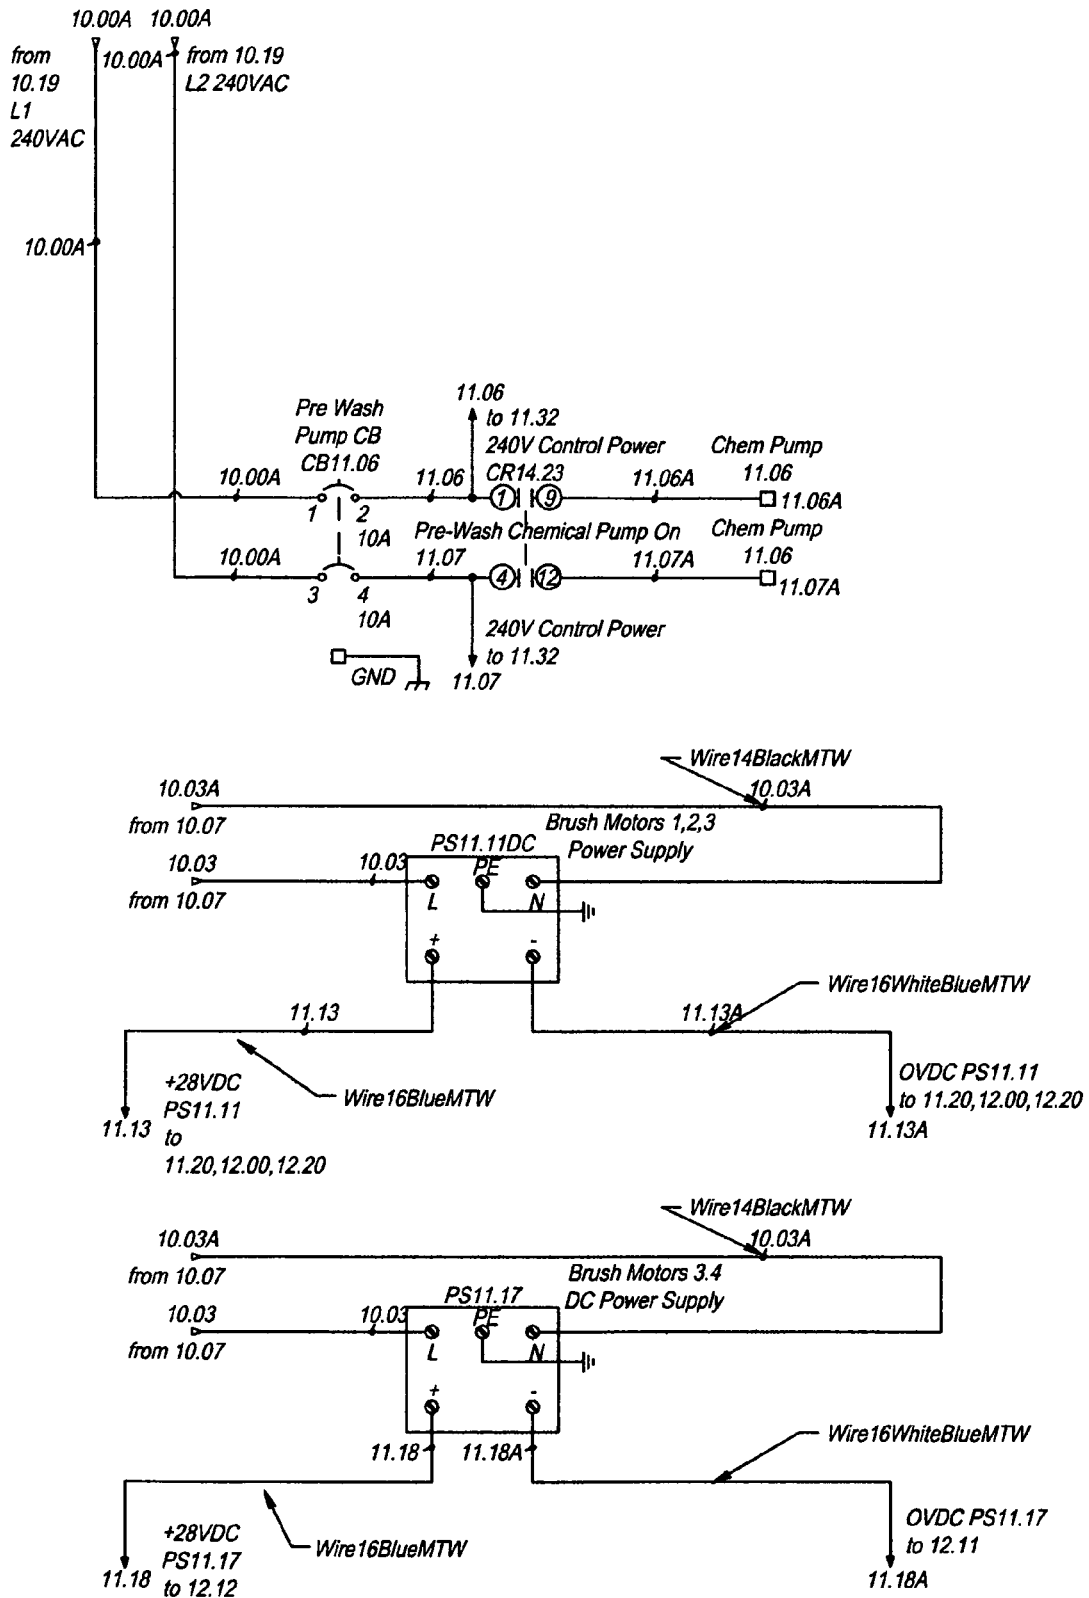 10.00A 10.00A
from
10.19
L1
240VAC
10.00A
from 10.19
L2 240VAC
10.00A
Pre Wash
Pump CB
CB11.06
11.06
to 11.32
240V Control Power
CR14.23
Chem Pump
11.06
10.00A
11.06
1 9
11.06A
11.06A
1 2
10A
Pre-Wash Chemical Pump On
Chem Pump
11.06
10.00A
11.07
4 12
11.07A
11.07A
3 4
10A
240V Control Power
to 11.32
GND
11.07
Wire14BlackMTW
10.03A
10.03A
from 10.07
Brush Motors 1,2,3
Power Supply
PS11.11DC
10.03
10.03
from 10.07
PE
L N
+ -
Wire16WhiteBlueMTW
11.13
11.13A
+28VDC
PS11.11
to
11.20,12.00,12.20
Wire16BlueMTW
11.13
OVDC PS11.11
to 11.20,12.00,12.20
11.13A
Wire14BlackMTW
10.03A
10.03A
from 10.07
Brush Motors 3.4
DC Power Supply
PS11.17
10.03
10.03
from 10.07
PE
L N
+ -
11.18 11.18A
Wire16WhiteBlueMTW
+28VDC
PS11.17
to 12.12
Wire16BlueMTW
11.18
OVDC PS11.17
to 12.11
11.18A